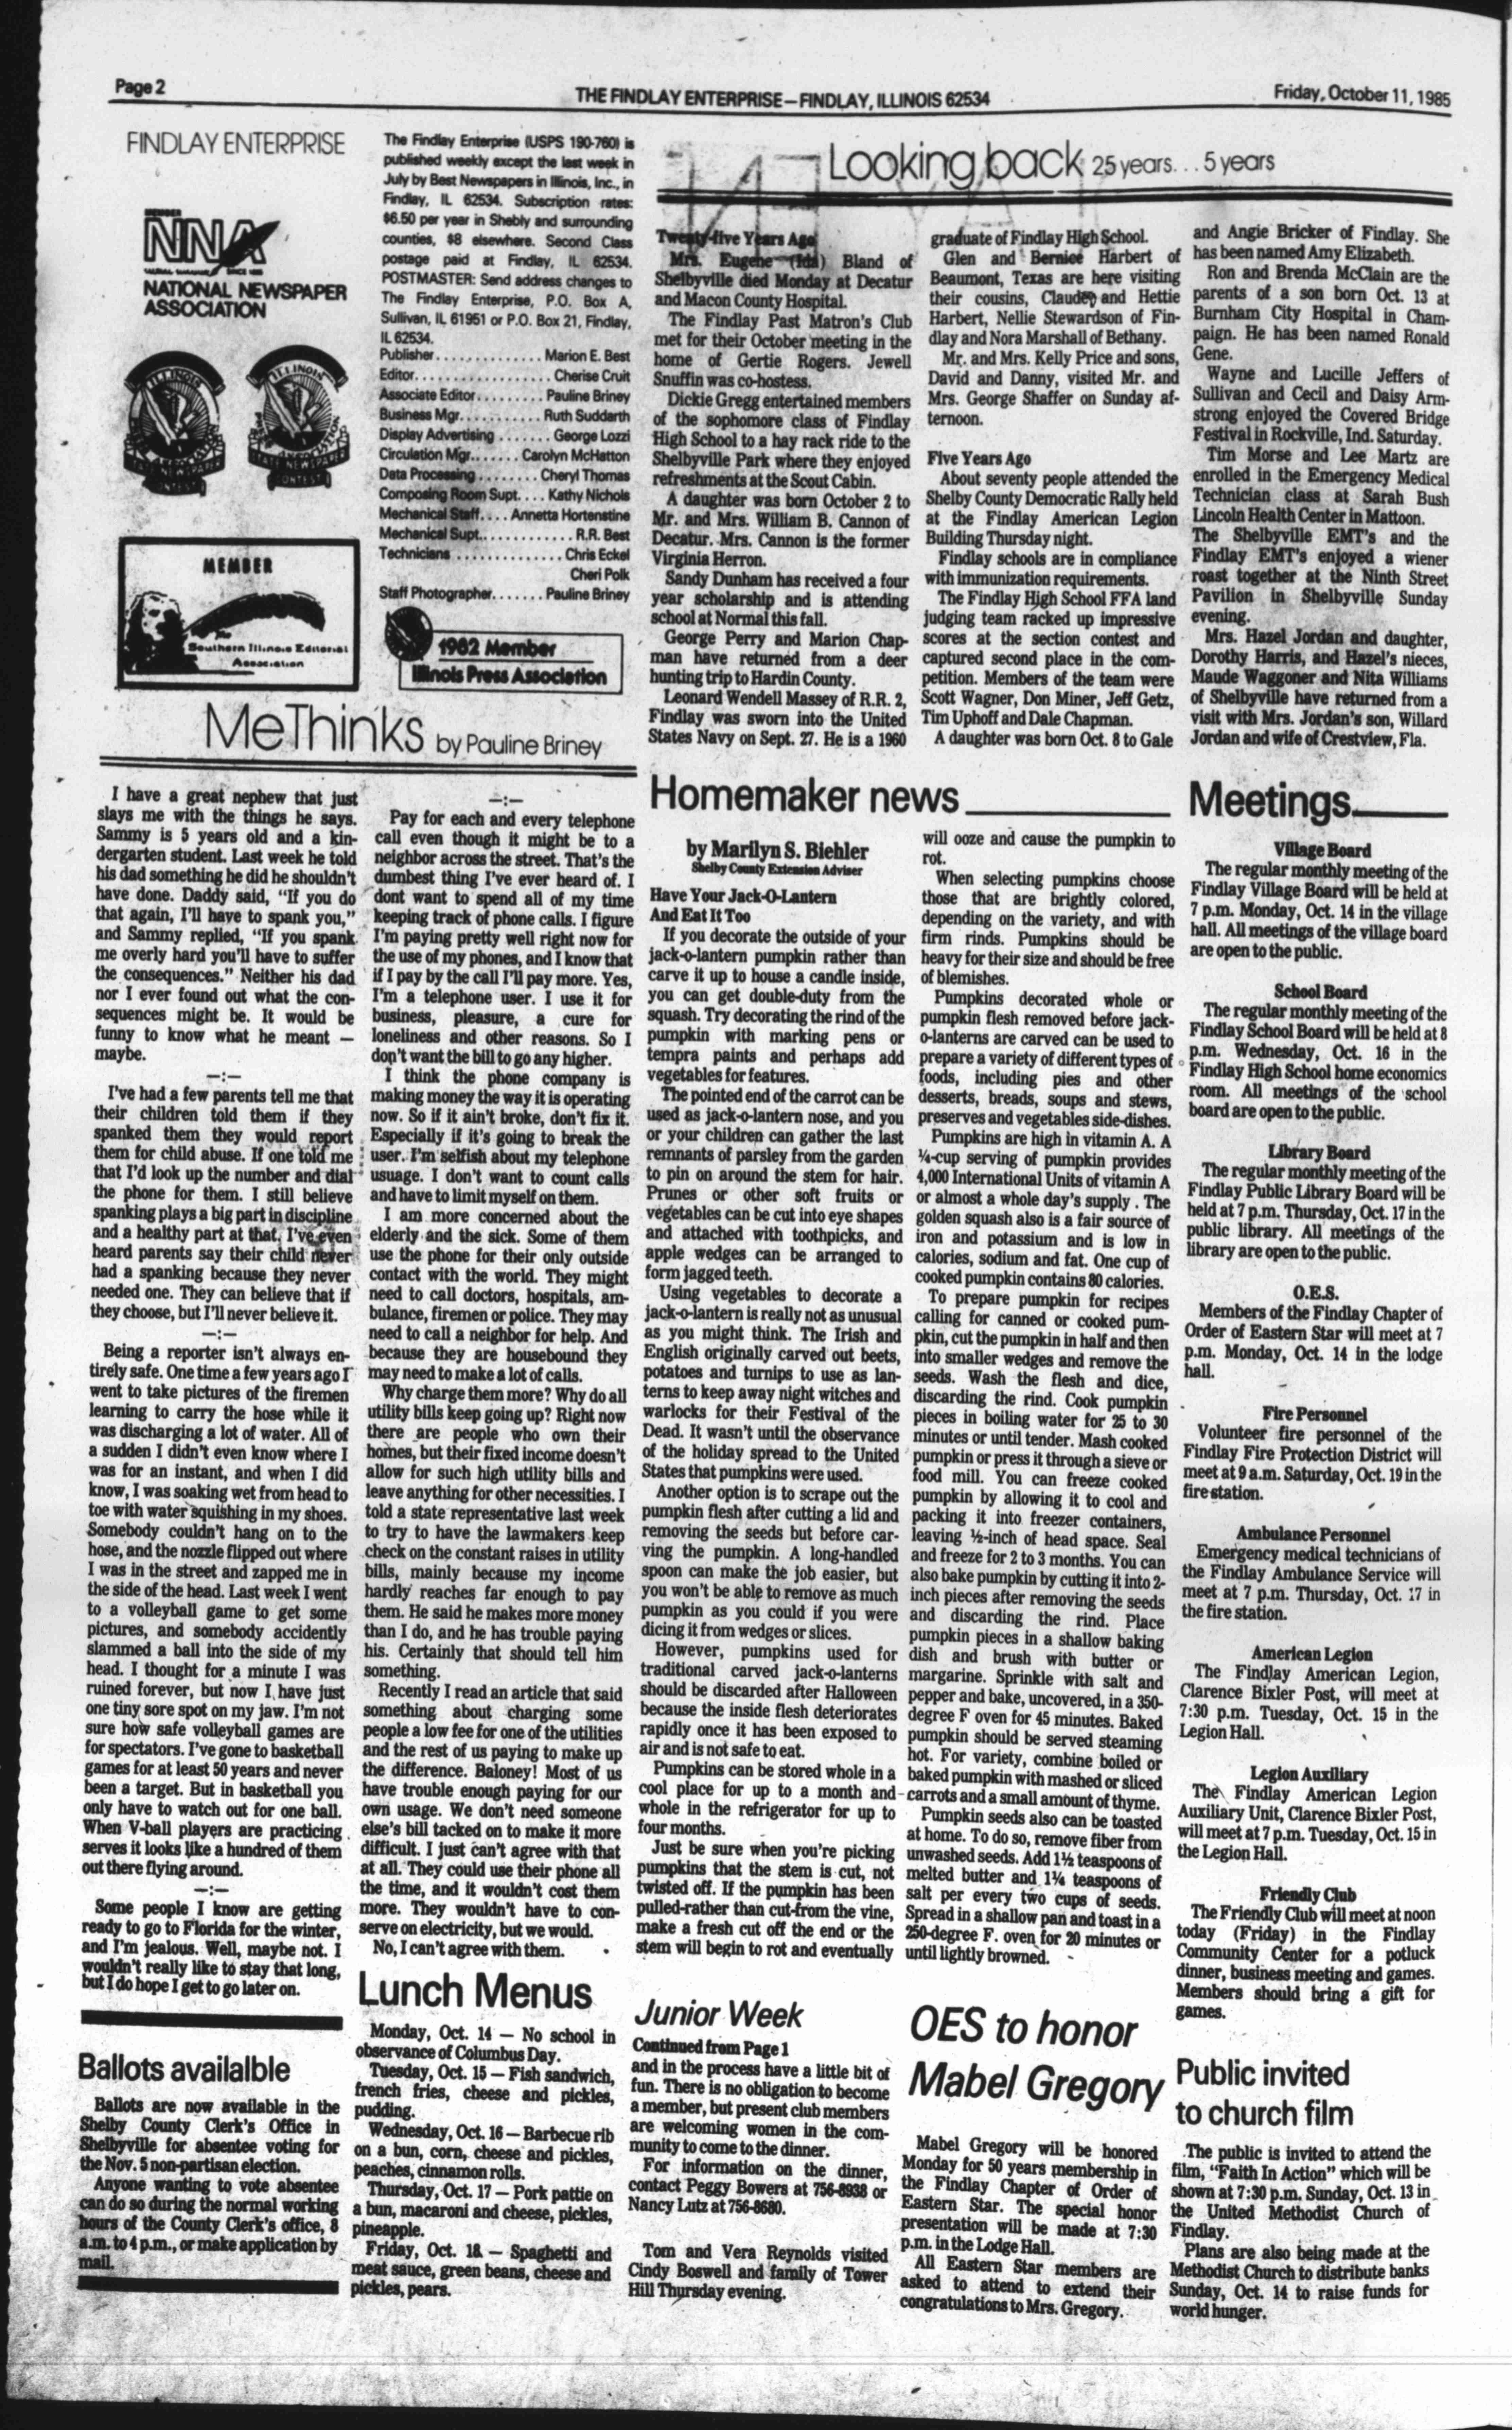 Page 2
THE FINDLAY ENTERPRISE—FINDLAY, ILLINOIS 62534
Friday, October 11, 1985
FINDLAY ENTERPRISE
MEMBER
NNA
SINCE 1885
NATIONAL NEWSPAPER
ASSOCIATION
ILLINOIS
CONTEST
ILLINOIS
CONTEST
MEMBER
The
Southern Illinois Editorial
Association
The Findlay Enterprise (USPS 190-760) is
published weekly except the last week in
July by Best Newspapers in Illinois, Inc., in
Findlay, IL 62534. Subscription rates:
$6.50 per year in Shebly and surrounding
counties, $8 elsewhere. Second Class
postage paid at Findlay, IL 62534.
POSTMASTER: Send address changes to
The Findlay Enterprise, P.O. Box A,
Sullivan, IL 61951 or P.O. Box 21, Findlay,
IL 62534.
Publisher.............. Marion E. Best
Editor.................. Cherise Cruit
Associate Editor......... Pauline Briney
Business Mgr........... Ruth Suddarth
Display Advertising ....... George Lozzi
Circulation Mgr....... Carolyn McHatton
Data Processing......... Cheryl Thomas
Composing Room Supt.... Kathy Nichols
Mechanical Staff.... Annetta Hortenstine
Mechanical Supt............. R.R. Best
Technicians .............. Chris Eckel
Cheri Polk
Staff Photographer....... Pauline Briney
1982 Member
Illinois Press Association
MeThinks by Pauline Briney
I have a great nephew that just
slays me with the things he says.
Sammy is 5 years old and a kin-
dergarten student. Last week he told
his dad something he did he shouldn't
have done. Daddy said, "If you do
that again, I'll have to spank you,"
and Sammy replied, "If you spank
me overly hard you'll have to suffer
the consequences." Neither his dad
nor I ever found out what the con-
sequences might be. It would be
funny to know what he meant —
maybe.
—:—
I've had a few parents tell me that
their children told them if they
spanked them they would report
them for child abuse. If one told me
that I'd look up the number and dial
the phone for them. I still believe
spanking plays a big part in discipline
and a healthy part at that. I've even
heard parents say their child never
had a spanking because they never
needed one. They can believe that if
they choose, but I'll never believe it.
—:—
Being a reporter isn't always en-
tirely safe. One time a few years ago I
went to take pictures of the firemen
learning to carry the hose while it
was discharging a lot of water. All of
a sudden I didn't even know where I
was for an instant, and when I did
know, I was soaking wet from head to
toe with water squishing in my shoes.
Somebody couldn't hang on to the
hose, and the nozzle flipped out where
I was in the street and zapped me in
the side of the head. Last week I went
to a volleyball game to get some
pictures, and somebody accidently
slammed a ball into the side of my
head. I thought for a minute I was
ruined forever, but now I have just
one tiny sore spot on my jaw. I'm not
sure how safe volleyball games are
for spectators. I've gone to basketball
games for at least 50 years and never
been a target. But in basketball you
only have to watch out for one ball.
When V-ball players are practicing
serves it looks like a hundred of them
out there flying around.
—:—
Some people I know are getting
ready to go to Florida for the winter,
and I'm jealous. Well, maybe not. I
wouldn't really like to stay that long,
but I do hope I get to go later on.
—:—
Pay for each and every telephone
call even though it might be to a
neighbor across the street. That's the
dumbest thing I've ever heard of. I
dont want to spend all of my time
keeping track of phone calls. I figure
I'm paying pretty well right now for
the use of my phones, and I know that
if I pay by the call I'll pay more. Yes,
I'm a telephone user. I use it for
business, pleasure, a cure for
loneliness and other reasons. So I
don't want the bill to go any higher.
I think the phone company is
making money the way it is operating
now. So if it ain't broke, don't fix it.
Especially if it's going to break the
user. I'm selfish about my telephone
usuage. I don't want to count calls
and have to limit myself on them.
I am more concerned about the
elderly and the sick. Some of them
use the phone for their only outside
contact with the world. They might
need to call doctors, hospitals, am-
bulance, firemen or police. They may
need to call a neighbor for help. And
because they are housebound they
may need to make a lot of calls.
Why charge them more? Why do all
utility bills keep going up? Right now
there are people who own their
homes, but their fixed income doesn't
allow for such high utility bills and
leave anything for other necessities. I
told a state representative last week
to try to have the lawmakers keep
check on the constant raises in utility
bills, mainly because my income
hardly reaches far enough to pay
them. He said he makes more money
than I do, and he has trouble paying
his. Certainly that should tell him
something.
Recently I read an article that said
something about charging some
people a low fee for one of the utilities
and the rest of us paying to make up
the difference. Baloney! Most of us
have trouble enough paying for our
own usage. We don't need someone
else's bill tacked on to make it more
difficult. I just can't agree with that
at all. They could use their phone all
the time, and it wouldn't cost them
more. They wouldn't have to con-
serve on electricity, but we would.
No, I can't agree with them.
Ballots availalble
Ballots are now available in the
Shelby County Clerk's Office in
Shelbyville for absentee voting for
the Nov. 5 non-partisan election.
Anyone wanting to vote absentee
can do so during the normal working
hours of the County Clerk's office, 8
a.m. to 4 p.m., or make application by
mail.
Lunch Menus
Monday, Oct. 14 — No school in
observance of Columbus Day.
Tuesday, Oct. 15 — Fish sandwich,
french fries, cheese and pickles,
pudding.
Wednesday, Oct. 16 — Barbecue rib
on a bun, corn, cheese and pickles,
peaches, cinnamon rolls.
Thursday, Oct. 17 — Pork pattie on
a bun, macaroni and cheese, pickles,
pineapple.
Friday, Oct. 18 — Spaghetti and
meat sauce, green beans, cheese and
pickles, pears.
Looking back 25 years...5 years
Twenty-five Years Ago
Mrs. Eugene (Ida) Bland of
Shelbyville died Monday at Decatur
and Macon County Hospital.
The Findlay Past Matron's Club
met for their October meeting in the
home of Gertie Rogers. Jewell
Snuffin was co-hostess.
Dickie Gregg entertained members
of the sophomore class of Findlay
High School to a hay rack ride to the
Shelbyville Park where they enjoyed
refreshments at the Scout Cabin.
A daughter was born October 2 to
Mr. and Mrs. William B. Cannon of
Decatur. Mrs. Cannon is the former
Virginia Herron.
Sandy Dunham has received a four
year scholarship and is attending
school at Normal this fall.
George Perry and Marion Chap-
man have returned from a deer
hunting trip to Hardin County.
Leonard Wendell Massey of R.R. 2,
Findlay was sworn into the United
States Navy on Sept. 27. He is a 1960
graduate of Findlay High School.
Glen and Bernice Harbert of
Beaumont, Texas are here visiting
their cousins, Claudey and Hettie
Harbert, Nellie Stewardson of Fin-
dlay and Nora Marshall of Bethany.
Mr. and Mrs. Kelly Price and sons,
David and Danny, visited Mr. and
Mrs. George Shaffer on Sunday af-
ternoon.
Five Years Ago
About seventy people attended the
Shelby County Democratic Rally held
at the Findlay American Legion
Building Thursday night.
Findlay schools are in compliance
with immunization requirements.
The Findlay High School FFA land
judging team racked up impressive
scores at the section contest and
captured second place in the com-
petition. Members of the team were
Scott Wagner, Don Miner, Jeff Getz,
Tim Uphoff and Dale Chapman.
A daughter was born Oct. 8 to Gale
and Angie Bricker of Findlay. She
has been named Amy Elizabeth.
Ron and Brenda McClain are the
parents of a son born Oct. 13 at
Burnham City Hospital in Cham-
paign. He has been named Ronald
Gene.
Wayne and Lucille Jeffers of
Sullivan and Cecil and Daisy Arm-
strong enjoyed the Covered Bridge
Festival in Rockville, Ind. Saturday.
Tim Morse and Lee Martz are
enrolled in the Emergency Medical
Technician class at Sarah Bush
Lincoln Health Center in Mattoon.
The Shelbyville EMT's and the
Findlay EMT's enjoyed a wiener
roast together at the Ninth Street
Pavilion in Shelbyville Sunday
evening.
Mrs. Hazel Jordan and daughter,
Dorothy Harris, and Hazel's nieces,
Maude Waggoner and Nita Williams
of Shelbyville have returned from a
visit with Mrs. Jordan's son, Willard
Jordan and wife of Crestview, Fla.
Homemaker news
by Marilyn S. Biehler
Shelby County Extension Adviser
Have Your Jack-O-Lantern
And Eat It Too
If you decorate the outside of your
jack-o-lantern pumpkin rather than
carve it up to house a candle inside,
you can get double-duty from the
squash. Try decorating the rind of the
pumpkin with marking pens or
tempra paints and perhaps add
vegetables for features.
The pointed end of the carrot can be
used as jack-o-lantern nose, and you
or your children can gather the last
remnants of parsley from the garden
to pin on around the stem for hair.
Prunes or other soft fruits or
vegetables can be cut into eye shapes
and attached with toothpicks, and
apple wedges can be arranged to
form jagged teeth.
Using vegetables to decorate a
jack-o-lantern is really not as unusual
as you might think. The Irish and
English originally carved out beets,
potatoes and turnips to use as lan-
terns to keep away night witches and
warlocks for their Festival of the
Dead. It wasn't until the observance
of the holiday spread to the United
States that pumpkins were used.
Another option is to scrape out the
pumpkin flesh after cutting a lid and
removing the seeds but before car-
ving the pumpkin. A long-handled
spoon can make the job easier, but
you won't be able to remove as much
pumpkin as you could if you were
dicing it from wedges or slices.
However, pumpkins used for
traditional carved jack-o-lanterns
should be discarded after Halloween
because the inside flesh deteriorates
rapidly once it has been exposed to
air and is not safe to eat.
Pumpkins can be stored whole in a
cool place for up to a month and
whole in the refrigerator for up to
four months.
Just be sure when you're picking
pumpkins that the stem is cut, not
twisted off. If the pumpkin has been
pulled-rather than cut-from the vine,
make a fresh cut off the end or the
stem will begin to rot and eventually
will ooze and cause the pumpkin to
rot.
When selecting pumpkins choose
those that are brightly colored,
depending on the variety, and with
firm rinds. Pumpkins should be
heavy for their size and should be free
of blemishes.
Pumpkins decorated whole or
pumpkin flesh removed before jack-
o-lanterns are carved can be used to
prepare a variety of different types of
foods, including pies and other
desserts, breads, soups and stews,
preserves and vegetables side-dishes.
Pumpkins are high in vitamin A. A
¼-cup serving of pumpkin provides
4,000 International Units of vitamin A
or almost a whole day's supply . The
golden squash also is a fair source of
iron and potassium and is low in
calories, sodium and fat. One cup of
cooked pumpkin contains 80 calories.
To prepare pumpkin for recipes
calling for canned or cooked pum-
pkin, cut the pumpkin in half and then
into smaller wedges and remove the
seeds. Wash the flesh and dice,
discarding the rind. Cook pumpkin
pieces in boiling water for 25 to 30
minutes or until tender. Mash cooked
pumpkin or press it through a sieve or
food mill. You can freeze cooked
pumpkin by allowing it to cool and
packing it into freezer containers,
leaving ½-inch of head space. Seal
and freeze for 2 to 3 months. You can
also bake pumpkin by cutting it into 2-
inch pieces after removing the seeds
and discarding the rind. Place
pumpkin pieces in a shallow baking
dish and brush with butter or
margarine. Sprinkle with salt and
pepper and bake, uncovered, in a 350-
degree F oven for 45 minutes. Baked
pumpkin should be served steaming
hot. For variety, combine boiled or
baked pumpkin with mashed or sliced
carrots and a small amount of thyme.
Pumpkin seeds also can be toasted
at home. To do so, remove fiber from
unwashed seeds. Add 1½ teaspoons of
melted butter and 1¼ teaspoons of
salt per every two cups of seeds.
Spread in a shallow pan and toast in a
250-degree F. oven for 20 minutes or
until lightly browned.
Junior Week
Continued from Page 1
and in the process have a little bit of
fun. There is no obligation to become
a member, but present club members
are welcoming women in the com-
munity to come to the dinner.
For information on the dinner,
contact Peggy Bowers at 756-8938 or
Nancy Lutz at 756-8680.
Tom and Vera Reynolds visited
Cindy Boswell and family of Tower
Hill Thursday evening.
OES to honor
Mabel Gregory
Mabel Gregory will be honored
Monday for 50 years membership in
the Findlay Chapter of Order of
Eastern Star. The special honor
presentation will be made at 7:30
p.m. in the Lodge Hall.
All Eastern Star members are
asked to attend to extend their
congratulations to Mrs. Gregory.
Meetings
Village Board
The regular monthly meeting of the
Findlay Village Board will be held at
7 p.m. Monday, Oct. 14 in the village
hall. All meetings of the village board
are open to the public.
School Board
The regular monthly meeting of the
Findlay School Board will be held at 8
p.m. Wednesday, Oct. 16 in the
Findlay High School home economics
room. All meetings of the school
board are open to the public.
Library Board
The regular monthly meeting of the
Findlay Public Library Board will be
held at 7 p.m. Thursday, Oct. 17 in the
public library. All meetings of the
library are open to the public.
O.E.S.
Members of the Findlay Chapter of
Order of Eastern Star will meet at 7
p.m. Monday, Oct. 14 in the lodge
hall.
Fire Personnel
Volunteer fire personnel of the
Findlay Fire Protection District will
meet at 9 a.m. Saturday, Oct. 19 in the
fire station.
Ambulance Personnel
Emergency medical technicians of
the Findlay Ambulance Service will
meet at 7 p.m. Thursday, Oct. 17 in
the fire station.
American Legion
The Findlay American Legion,
Clarence Bixler Post, will meet at
7:30 p.m. Tuesday, Oct. 15 in the
Legion Hall.
Legion Auxiliary
The Findlay American Legion
Auxiliary Unit, Clarence Bixler Post,
will meet at 7 p.m. Tuesday, Oct. 15 in
the Legion Hall.
Friendly Club
The Friendly Club will meet at noon
today (Friday) in the Findlay
Community Center for a potluck
dinner, business meeting and games.
Members should bring a gift for
games.
Public invited
to church film
The public is invited to attend the
film, "Faith In Action" which will be
shown at 7:30 p.m. Sunday, Oct. 13 in
the United Methodist Church of
Findlay.
Plans are also being made at the
Methodist Church to distribute banks
Sunday, Oct. 14 to raise funds for
world hunger.